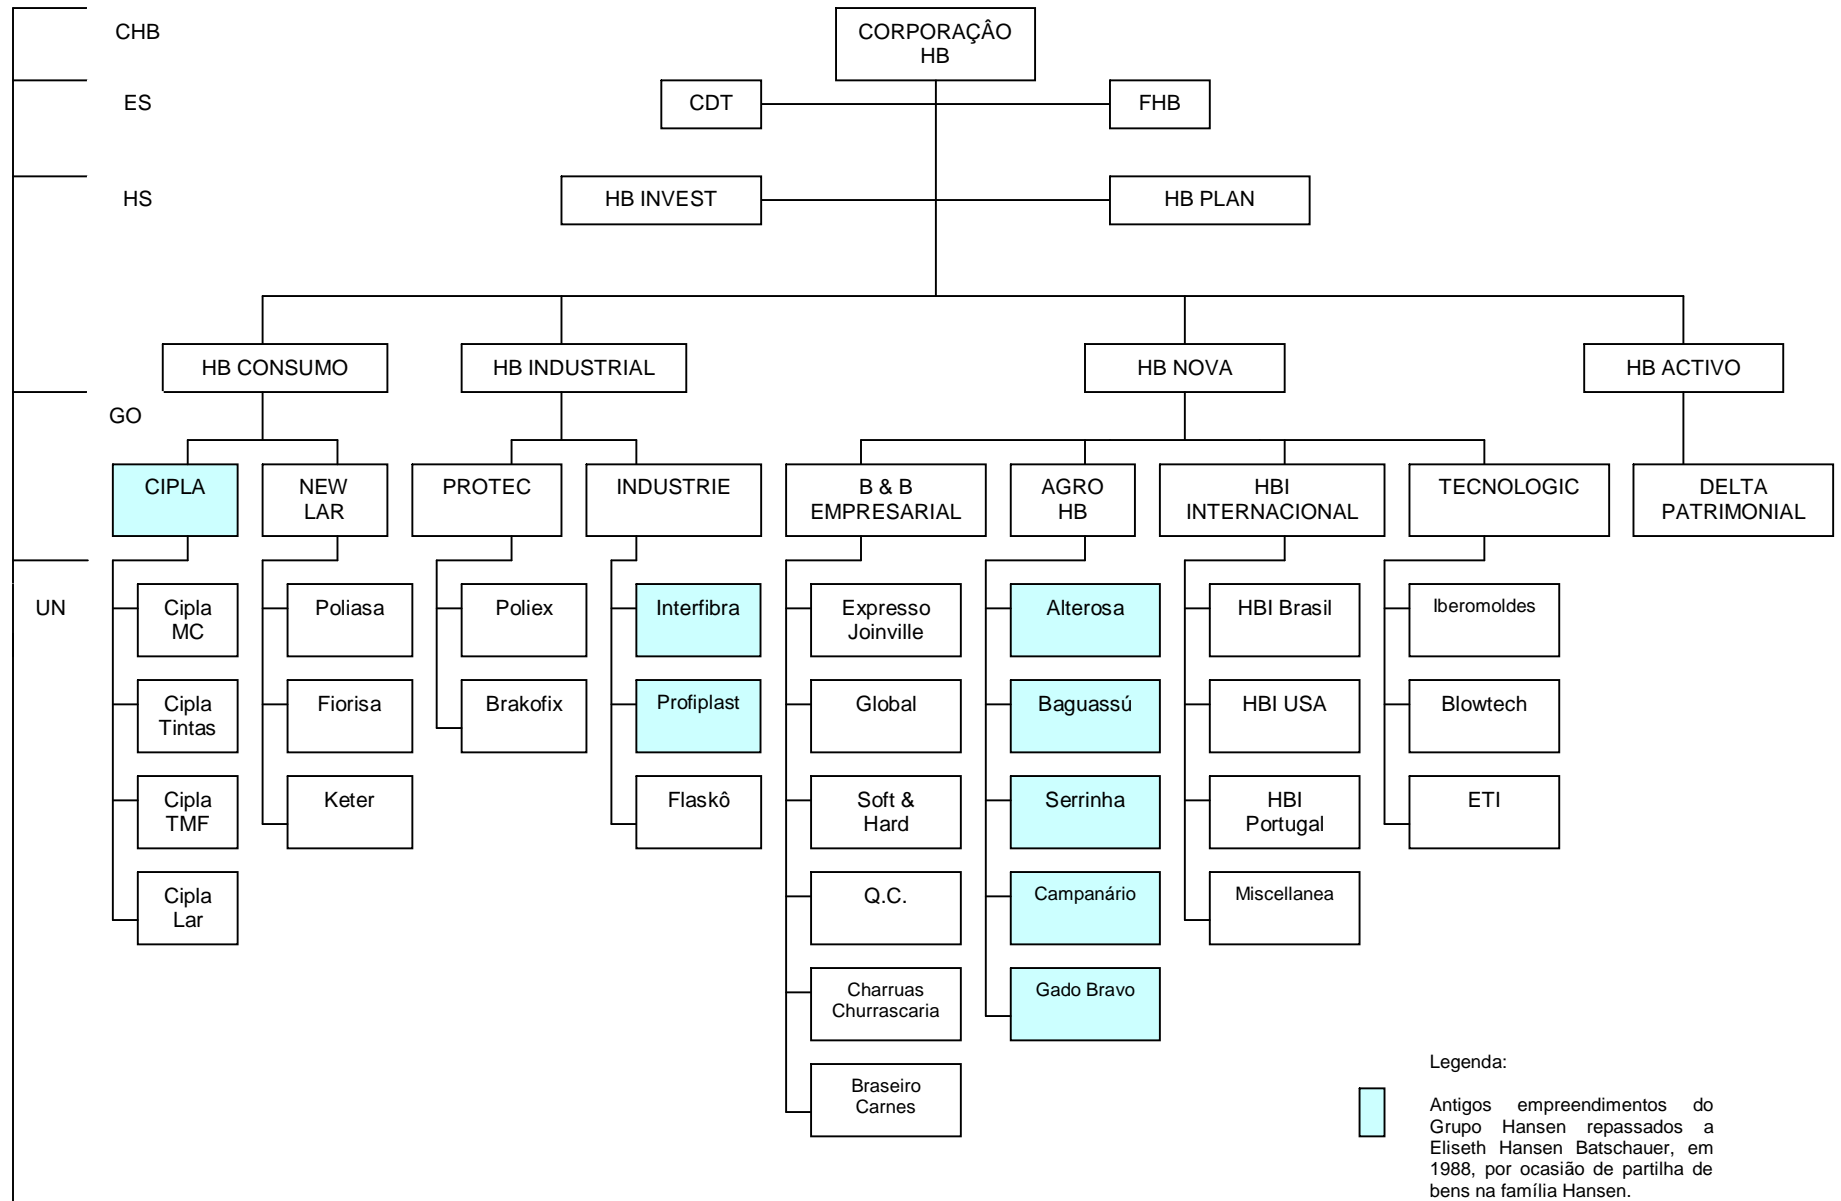 CHB
CORPORAÇÂO
HB
ES
CDT
FHB
HS
HB INVEST
HB PLAN
HB CONSUMO
HB INDUSTRIAL
HB NOVA
HB ACTIVO
GO
CIPLA
NEW
LAR
PROTEC
INDUSTRIE
B & B
EMPRESARIAL
AGRO
HB
HBI
INTERNACIONAL
TECNOLOGIC
DELTA
PATRIMONIAL
UN
Cipla
MC
Poliasa
Poliex
Interfibra
Expresso
Joinville
Alterosa
HBI Brasil
Iberomoldes
Cipla
Tintas
Fiorisa
Brakofix
Profiplast
Global
Baguassú
HBI USA
Blowtech
Cipla
TMF
Keter
Flaskô
Soft &
Hard
Serrinha
HBI
Portugal
ETI
Cipla
Lar
Q.C.
Campanário
Miscellanea
Charruas
Churrascaria
Gado Bravo
Braseiro
Carnes
Legenda:
Antigos empreendimentos do
Grupo Hansen repassados a
Eliseth Hansen Batschauer, em
1988, por ocasião de partilha de
bens na família Hansen.